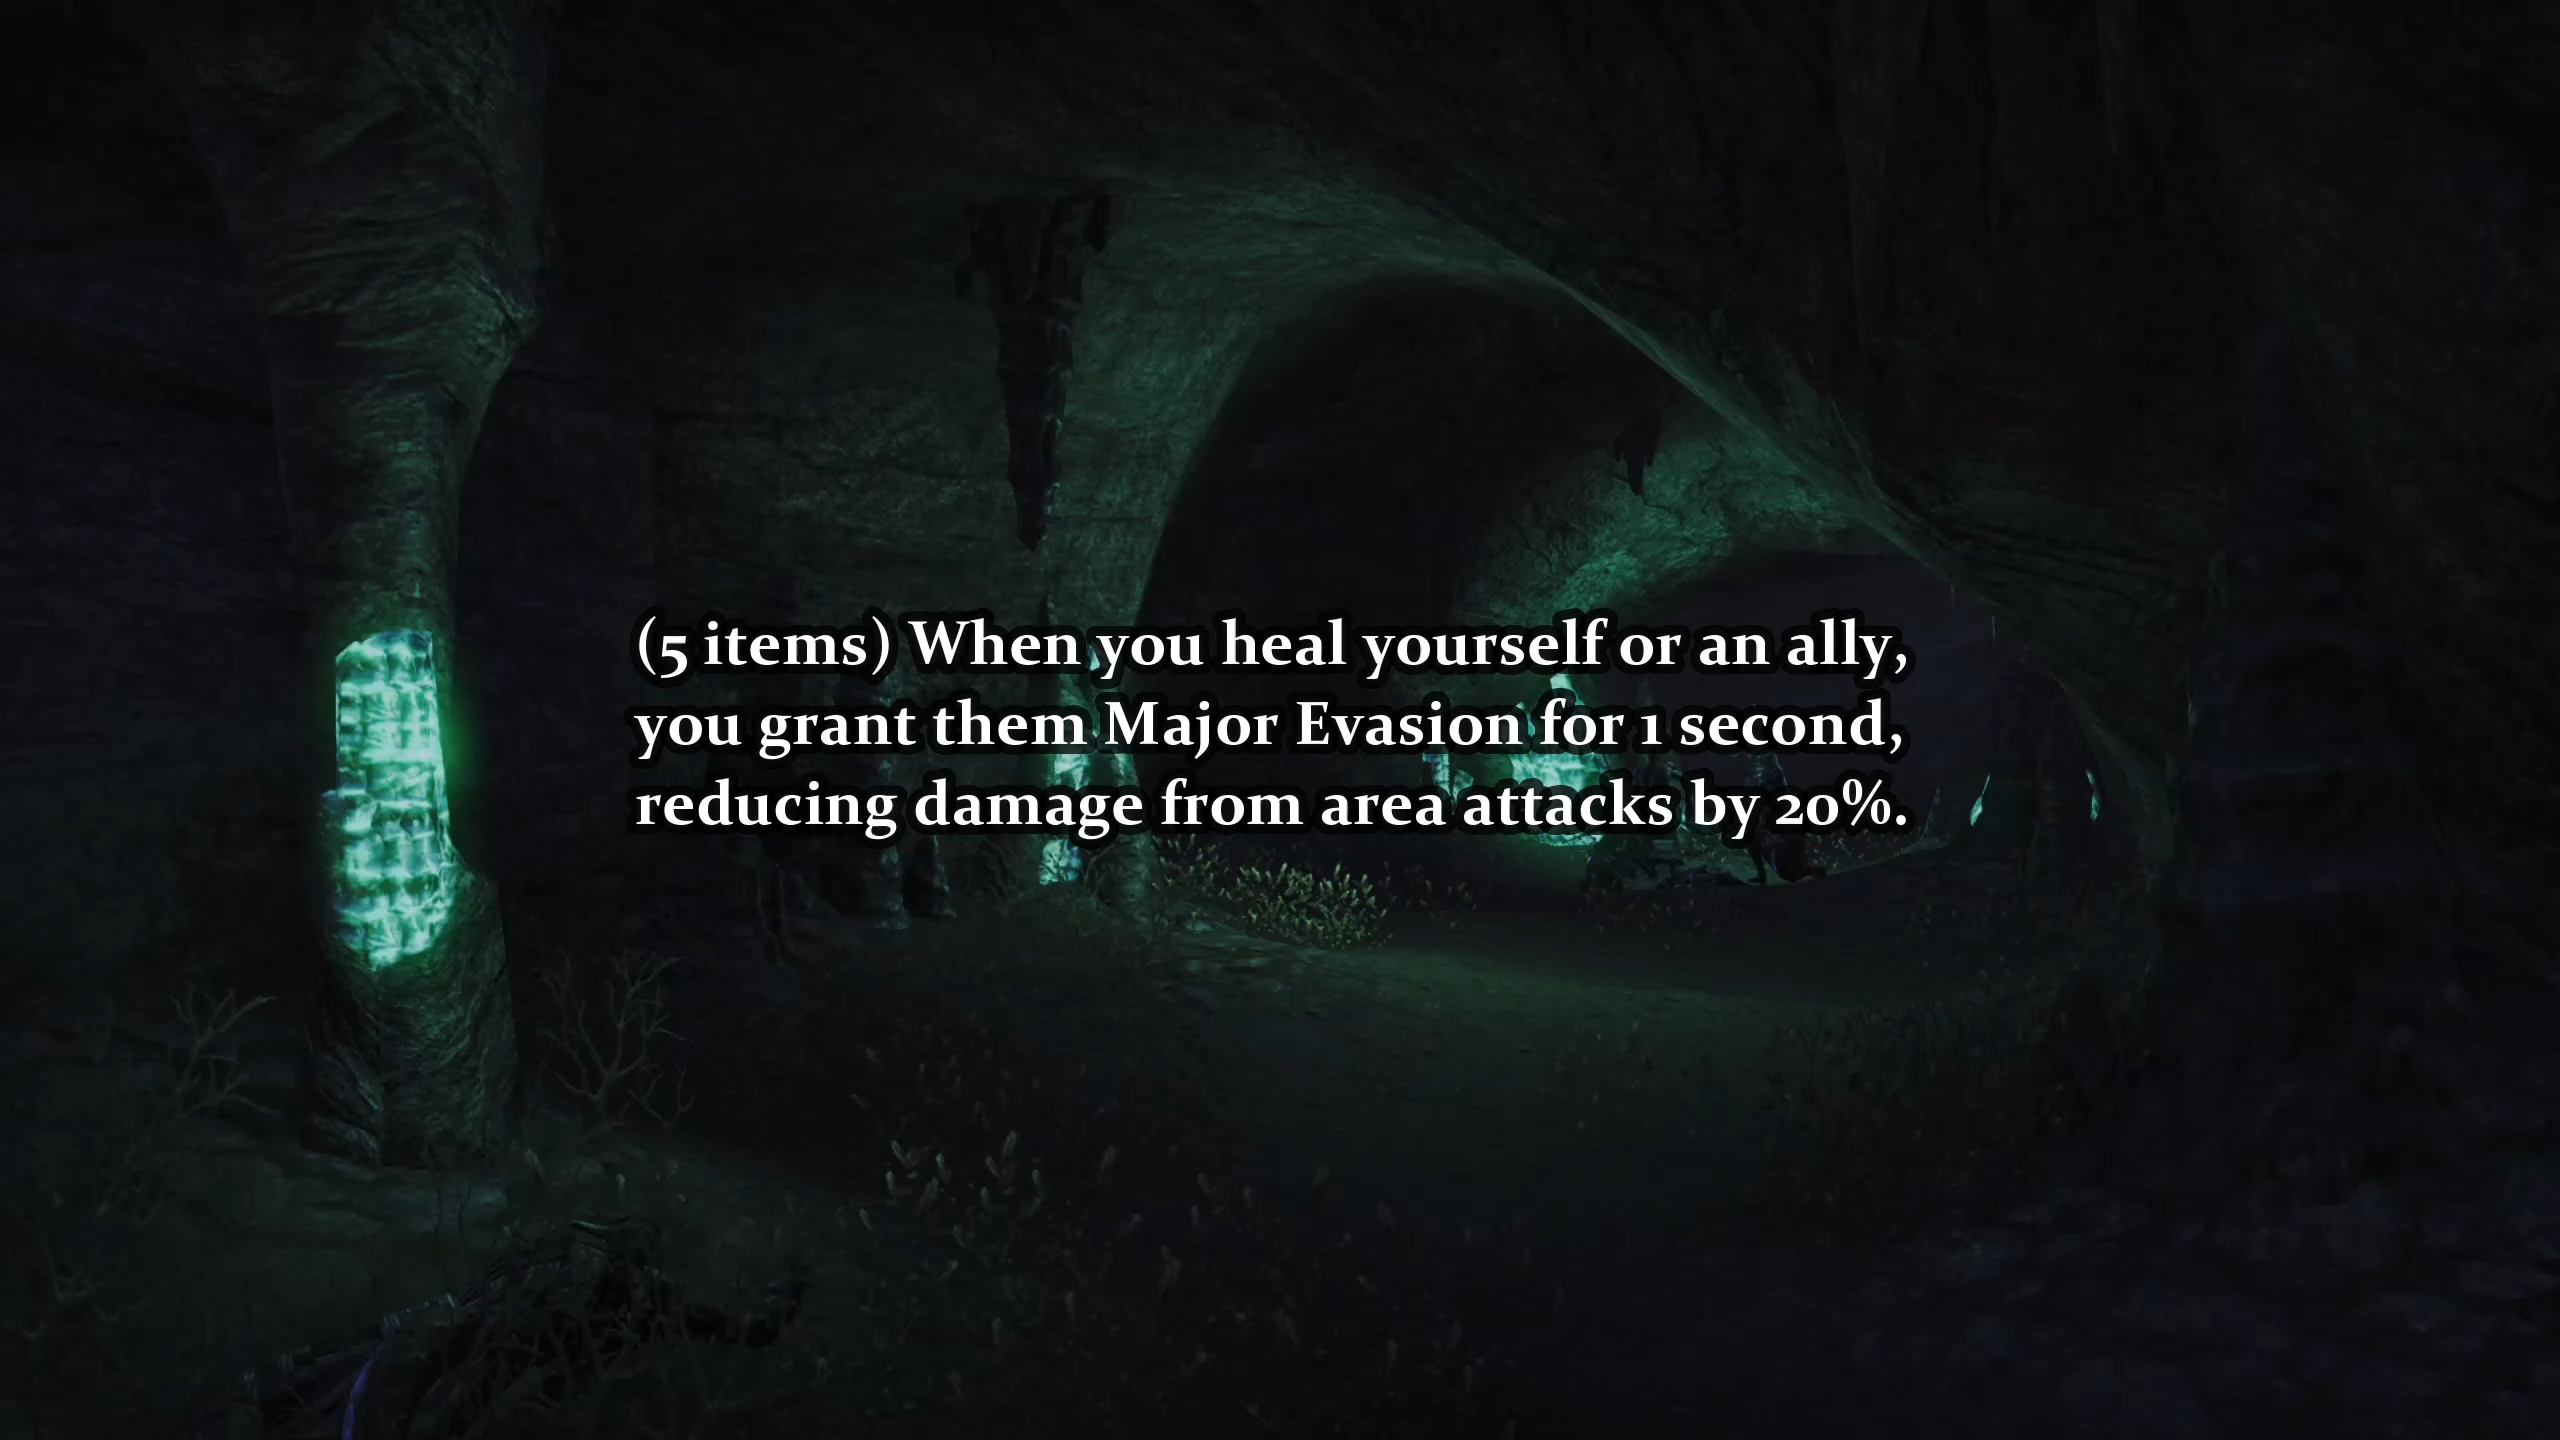 (5 items) When you heal yourself or an ally,
you grant them Major Evasion for 1 second,
reducing damage from area attacks by 20%.